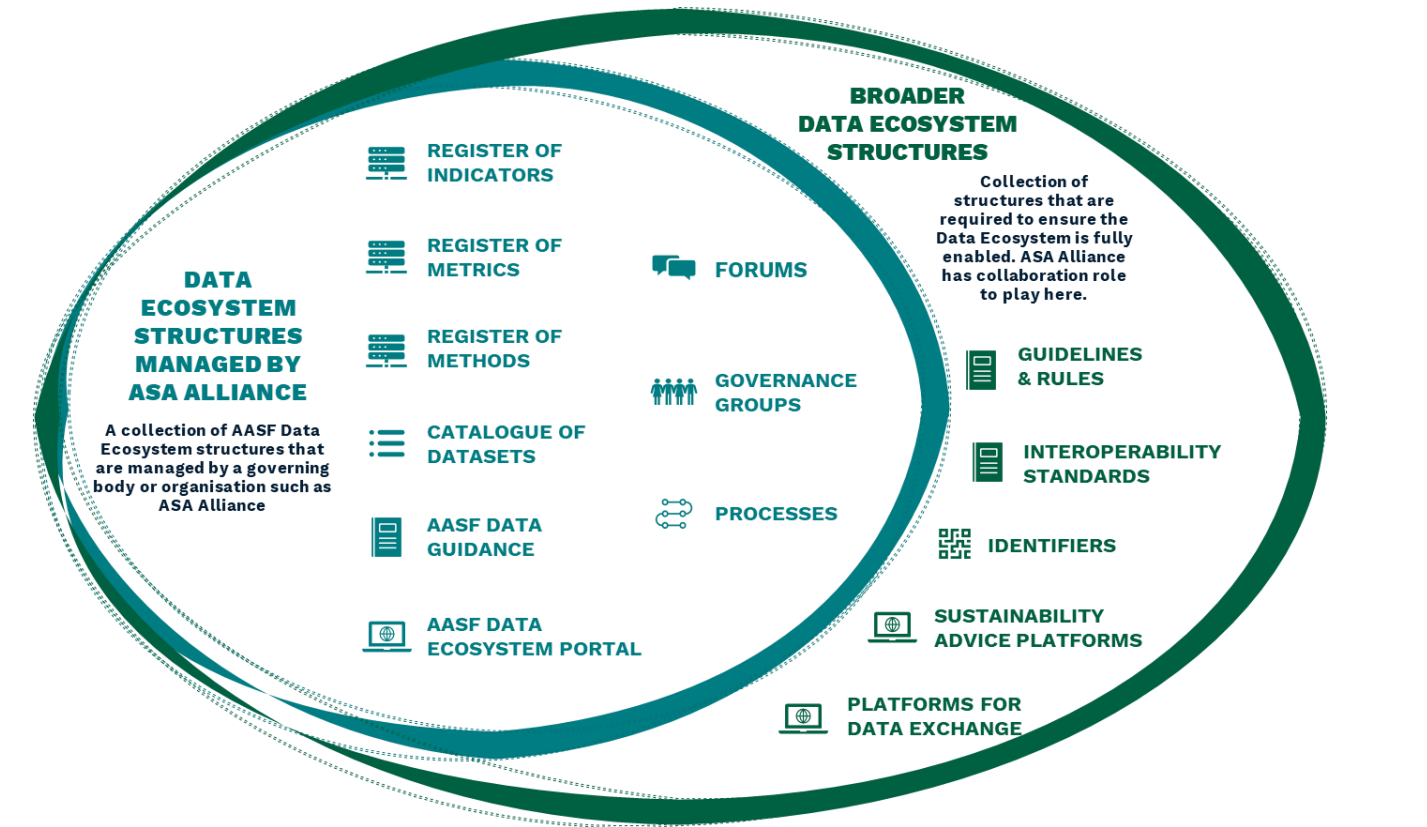 DATA
ECOSYSTEM
STRUCTURES
MANAGED BY
ASA ALLIANCE
A collection of AASF Data
Ecosystem structures that
are managed by a governing
body or organisation such as
ASA Alliance
REGISTER OF
INDICATORS
REGISTER OF
METRICS
REGISTER OF
METHODS
CATALOGUE OF
DATASETS
AASF DATA
GUIDANCE
AASF DATA
ECOSYSTEM PORTAL
FORUMS
GOVERNANCE
GROUPS
PROCESSES
BROADER
DATA ECOSYSTEM
STRUCTURES
Collection of
structures that are
required to ensure the
Data Ecosystem is fully
enabled. ASA Alliance
has collaboration role
to play here.
GUIDELINES
& RULES
INTEROPERABILITY
STANDARDS
IDENTIFIERS
SUSTAINABILITY
ADVICE PLATFORMS
PLATFORMS FOR
DATA EXCHANGE